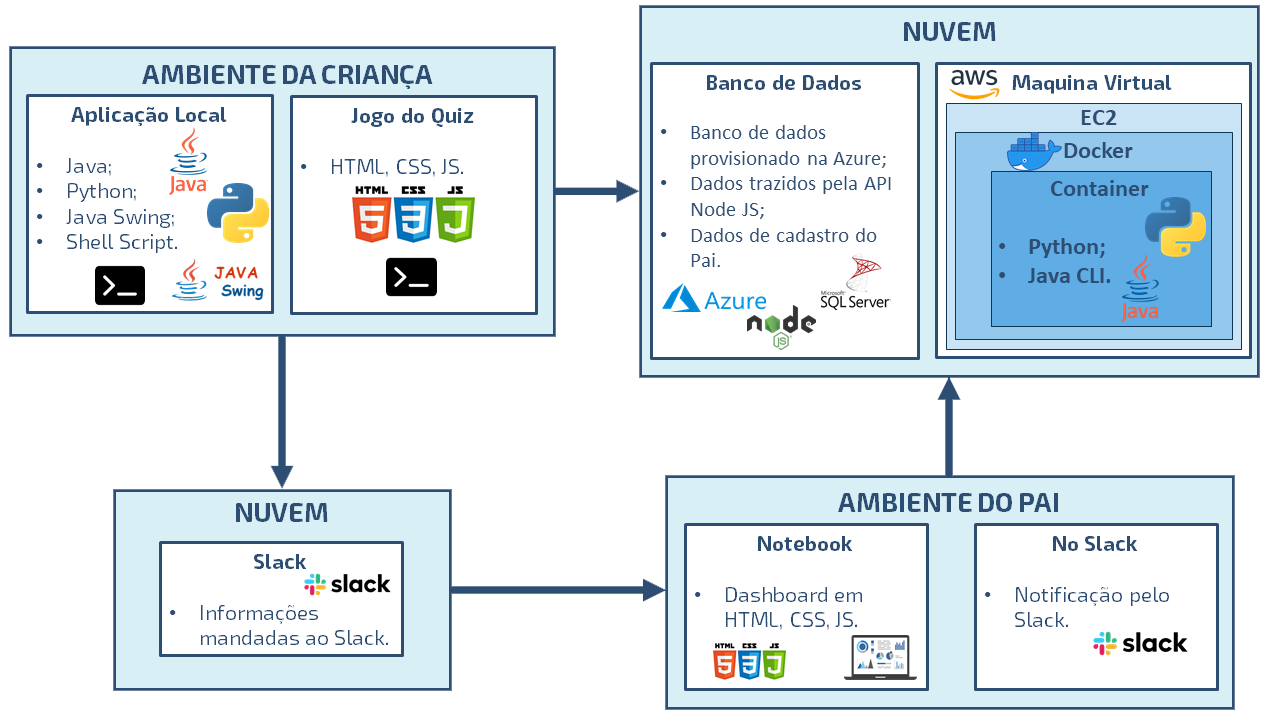 AMBIENTE DA CRIANÇA
Aplicação Local
• Java;
• Python;
• Java Swing;
• Shell Script.
Java
>_
JAVA
Swing
Jogo do Quiz
• HTML, CSS, JS.
HTML CSS JS
5 3 J
>_
NUVEM
Banco de Dados
• Banco de dados
provisionado na Azure;
• Dados trazidos pela API
Node JS;
• Dados de cadastro do
Pai.
Azure
Microsoft
SQL Server
node
JS
aws
Maquina Virtual
EC2
Docker
Container
• Python;
• Java CLI.
Java
NUVEM
Slack
slack
• Informações
mandadas ao Slack.
AMBIENTE DO PAI
Notebook
• Dashboard em
HTML, CSS, JS.
HTML CSS JS
5 3 J
No Slack
• Notificação pelo
Slack.
slack